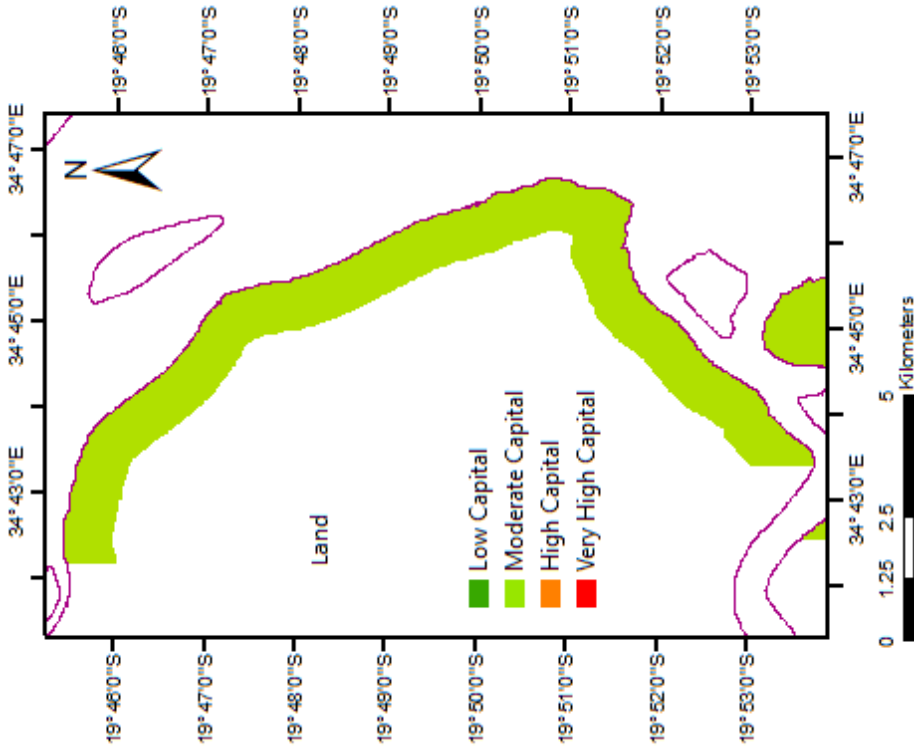 34°43'0"E 34°45'0"E 34°47'0"E
N
19°46'0"S 19°46'0"S
19°47'0"S 19°47'0"S
19°48'0"S 19°48'0"S
Land
19°49'0"S 19°49'0"S
19°50'0"S 19°50'0"S
Low Capital
Moderate Capital
High Capital
Very High Capital
19°51'0"S 19°51'0"S
19°52'0"S 19°52'0"S
19°53'0"S 19°53'0"S
34°43'0"E 34°45'0"E 34°47'0"E
0 1.25 2.5 5
Kilometers